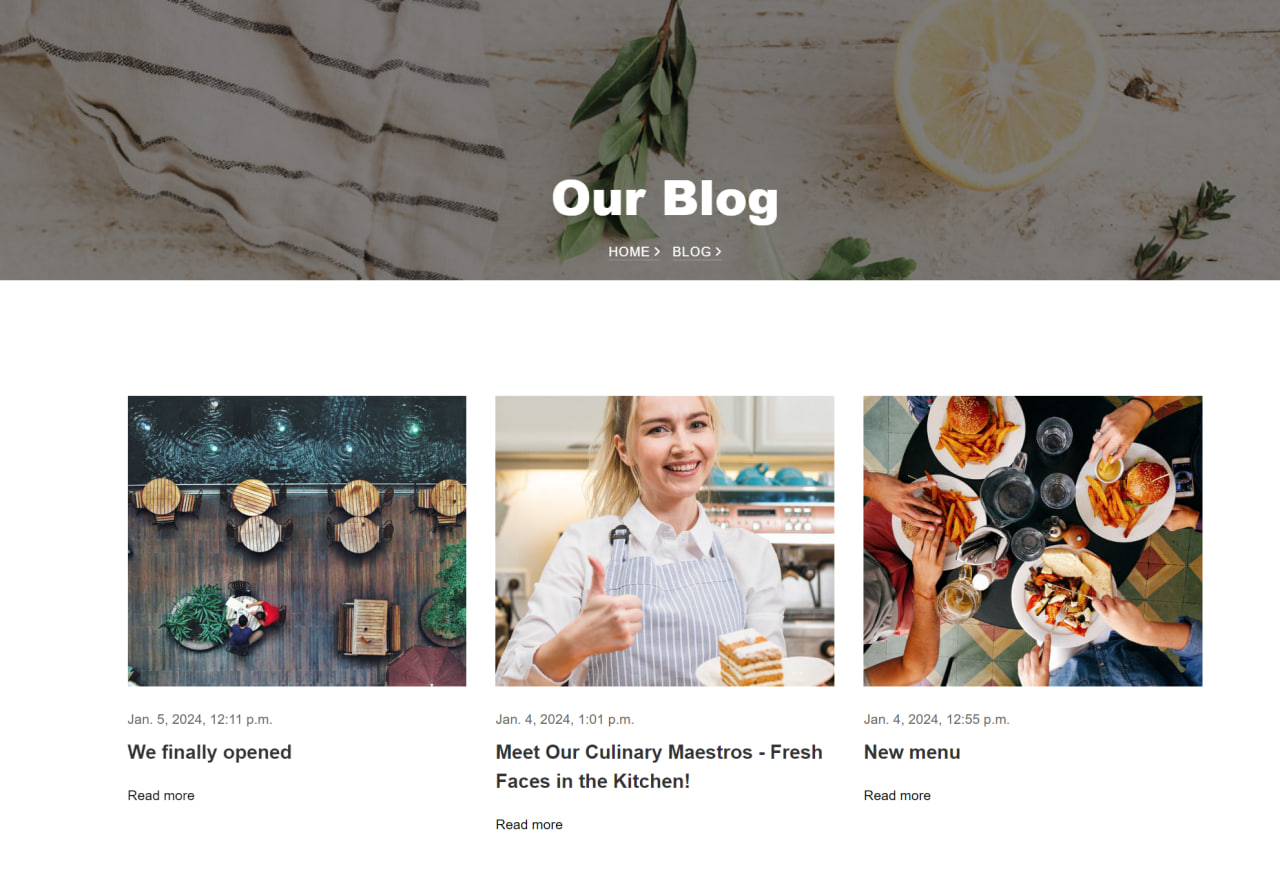 Our Blog
HOME > BLOG >
Jan. 5, 2024, 12:11 p.m.
We finally opened
Read more
Jan. 4, 2024, 1:01 p.m.
Meet Our Culinary Maestros - Fresh
Faces in the Kitchen!
Read more
Jan. 4, 2024, 12:55 p.m.
New menu
Read more